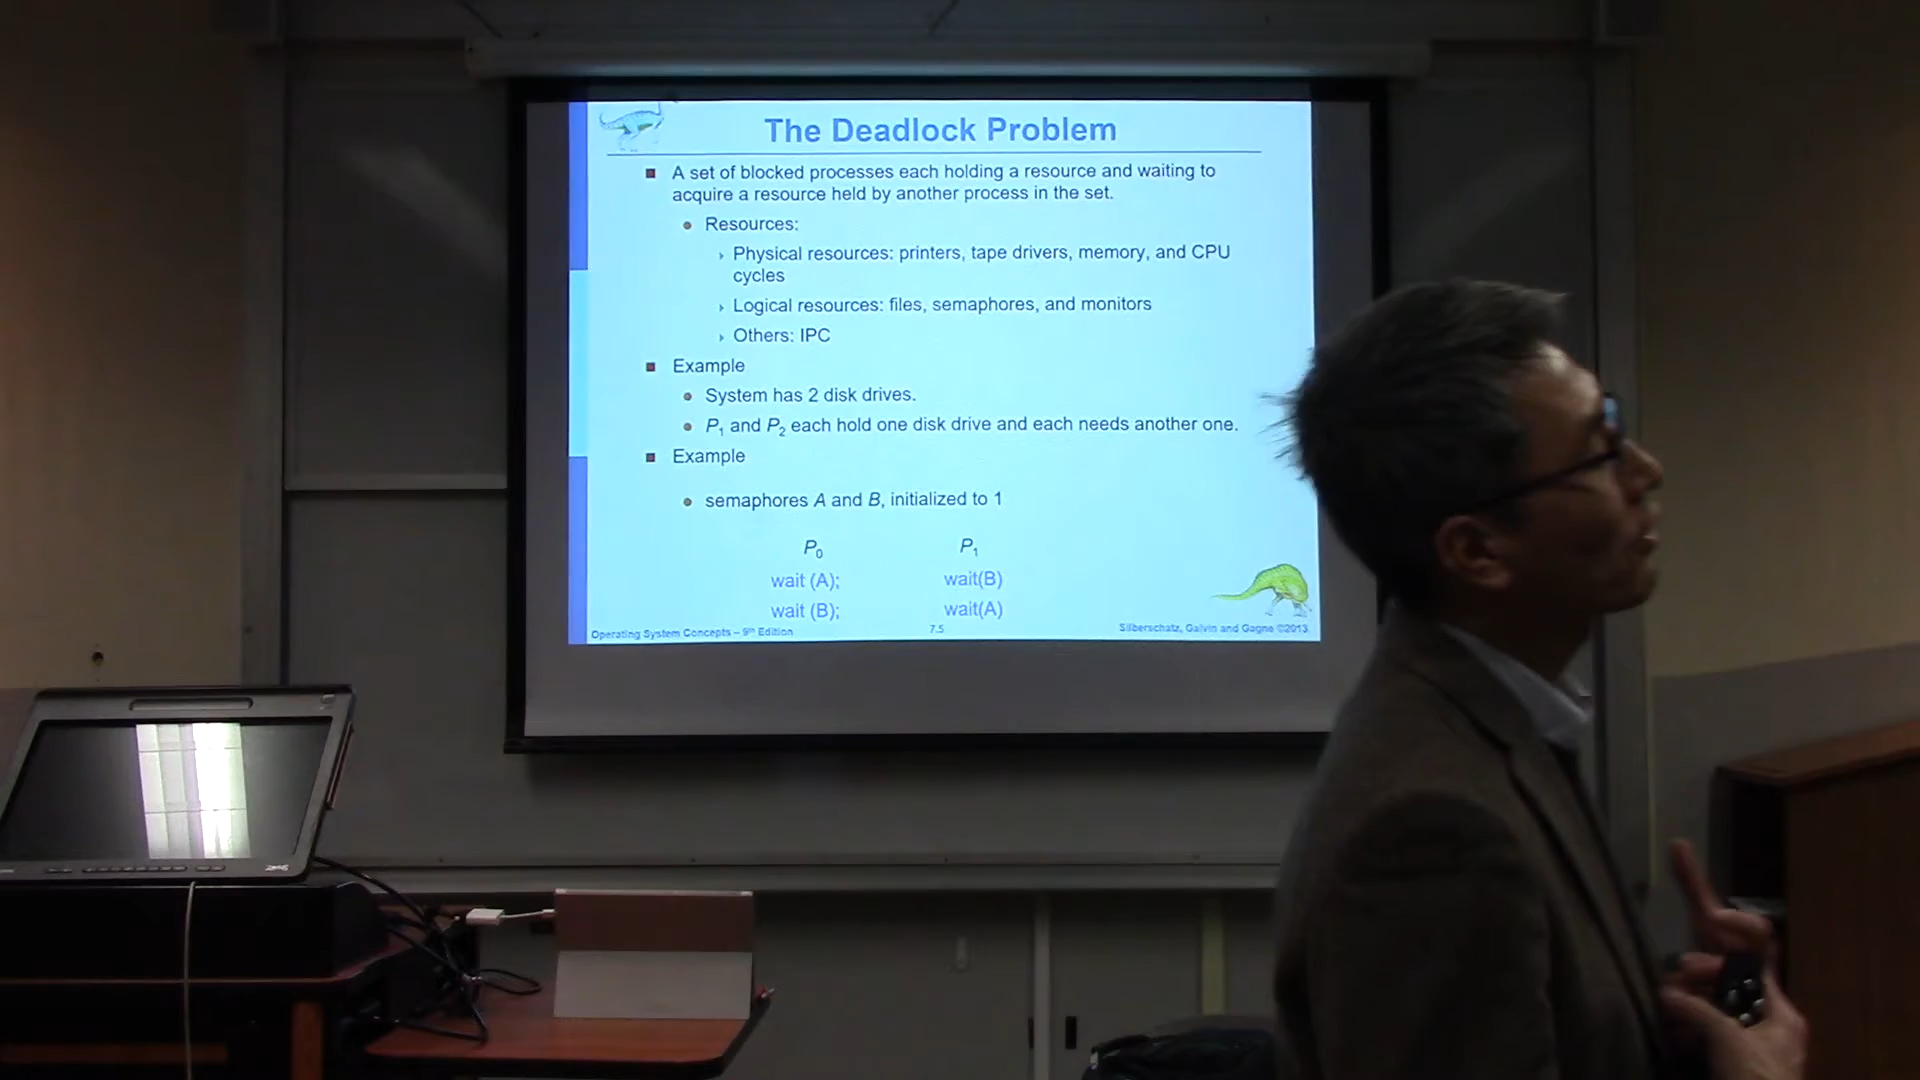 The Deadlock Problem
A set of blocked processes each holding a resource and waiting to
acquire a resource held by another process in the set.
Resources:
Physical resources: printers, tape drivers, memory, and CPU
cycles
Logical resources: files, semaphores, and monitors
Others: IPC
Example
System has 2 disk drives.
P1 and P2 each hold one disk drive and each needs another one.
Example
semaphores A and B, initialized to 1
P0 P1
wait (A); wait(B)
wait (B); wait(A)
Operating System Concepts – 9th Edition 7.5 Silberschatz, Galvin and Gagne ©2013